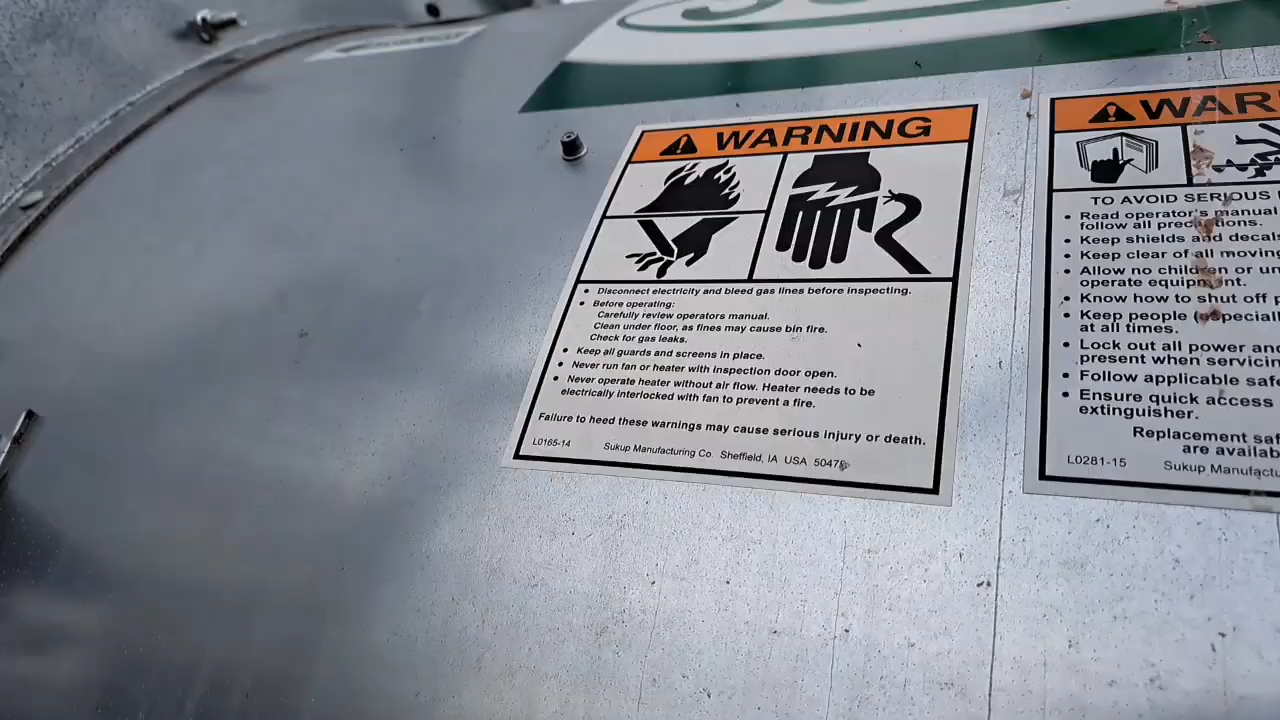 WARNING
• Disconnect electricity and bleed gas lines before inspecting.
• Before operating:
Carefully review operators manual.
Clean under floor, as fines may cause bin fire.
Check for gas leaks.
• Keep all guards and screens in place.
• Never run fan or heater with inspection door open.
• Never operate heater without air flow. Heater needs to be
electrically interlocked with fan to prevent a fire.
Failure to heed these warnings may cause serious injury or death.
L0165-14 Sukup Manufacturing Co. Sheffield, IA USA 50475
WAR
TO AVOID SERIOUS
• Read operator's manual
follow all precautions.
• Keep shields and decals
• Keep clear of all moving
• Allow no children or un
operate equipment.
• Know how to shut off
• Keep people (especiall
at all times.
• Lock out all power and
present when servicin
• Follow applicable safe
• Ensure quick access
extinguisher.
Replacement saf
are availab
L0281-15 Sukup Manufactu